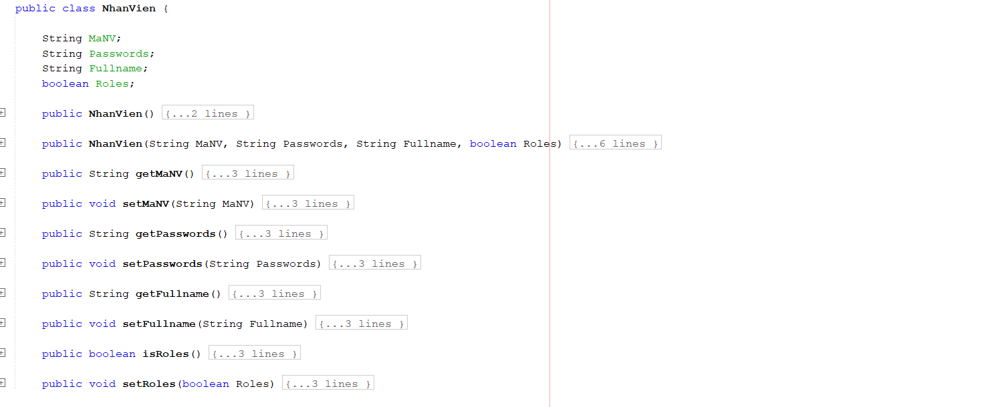 public class NhanVien {
String MaNV;
String Passwords;
String Fullname;
boolean Roles;
public NhanVien() {...2 lines }
public NhanVien(String MaNV, String Passwords, String Fullname, boolean Roles) {...6 lines }
public String getMaNV() {...3 lines }
public void setMaNV(String MaNV) {...3 lines }
public String getPasswords() {...3 lines }
public void setPasswords(String Passwords) {...3 lines }
public String getFullname() {...3 lines }
public void setFullname(String Fullname) {...3 lines }
public boolean isRoles() {...3 lines }
public void setRoles(boolean Roles) {...3 lines }